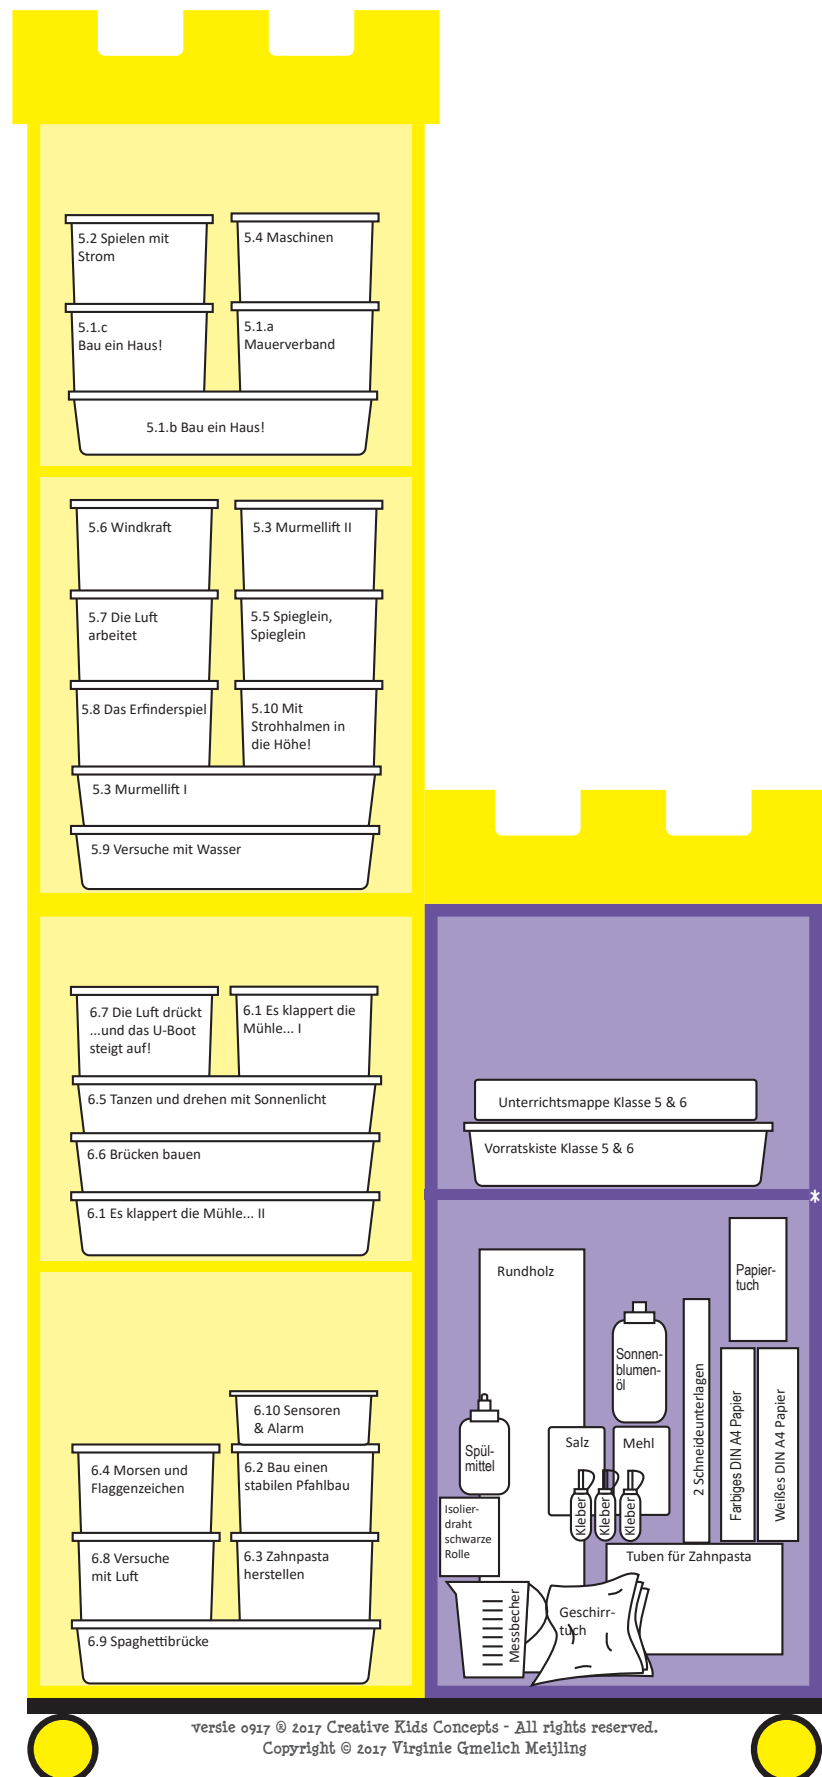 5.2 Spielen mit
Strom
5.4 Maschinen
5.1.c
Bau ein Haus!
5.1.a
Mauerverband
5.1.b Bau ein Haus!
5.6 Windkraft
5.3 Murmellift II
5.7 Die Luft
arbeitet
5.5 Spieglein,
Spieglein
5.8 Das Erfinderspiel
5.10 Mit
Strohhalmen in
die Höhe!
5.3 Murmellift I
5.9 Versuche mit Wasser
6.7 Die Luft drückt
...und das U-Boot
steigt auf!
6.1 Es klappert die
Mühle... I
6.5 Tanzen und drehen mit Sonnenlicht
6.6 Brücken bauen
6.1 Es klappert die Mühle... II
Unterrichtsmappe Klasse 5 & 6
Vorratskiste Klasse 5 & 6
*
6.10 Sensoren
& Alarm
6.4 Morsen und
Flaggenzeichen
6.2 Bau einen
stabilen Pfahlbau
6.8 Versuche
mit Luft
6.3 Zahnpasta
herstellen
6.9 Spaghettibrücke
Rundholz
Papier-
tuch
Sonnen-
blumen-
öl
2 Schneideunterlagen
Farbiges DIN A4 Papier
Weißes DIN A4 Papier
Spül-
mittel
Salz
Mehl
Kleber
Kleber
Kleber
Isolier-
draht
schwarze
Rolle
Tuben für Zahnpasta
Messbecher
Geschirr-
tuch
versie 0917 ® 2017 Creative Kids Concepts - All rights reserved.
Copyright © 2017 Virginie Gmelich Meijling